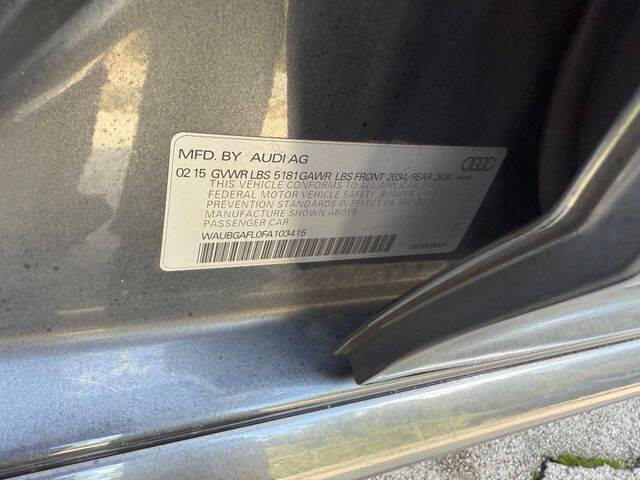 MFD. BY AUDI AG
02 15 GVWR LBS 5181 GAWR LBS FRONT 2634/REAR 2634
THIS VEHICLE CONFORMS TO ALL APPLICABLE
FEDERAL MOTOR VEHICLE SAFETY, BUMPER AND THEFT
PREVENTION STANDARDS IN EFFECT ON THE DATE OF
MANUFACTURE SHOWN ABOVE.
PASSENGER CAR
WAUBGAFL0FA103415
GERMANY